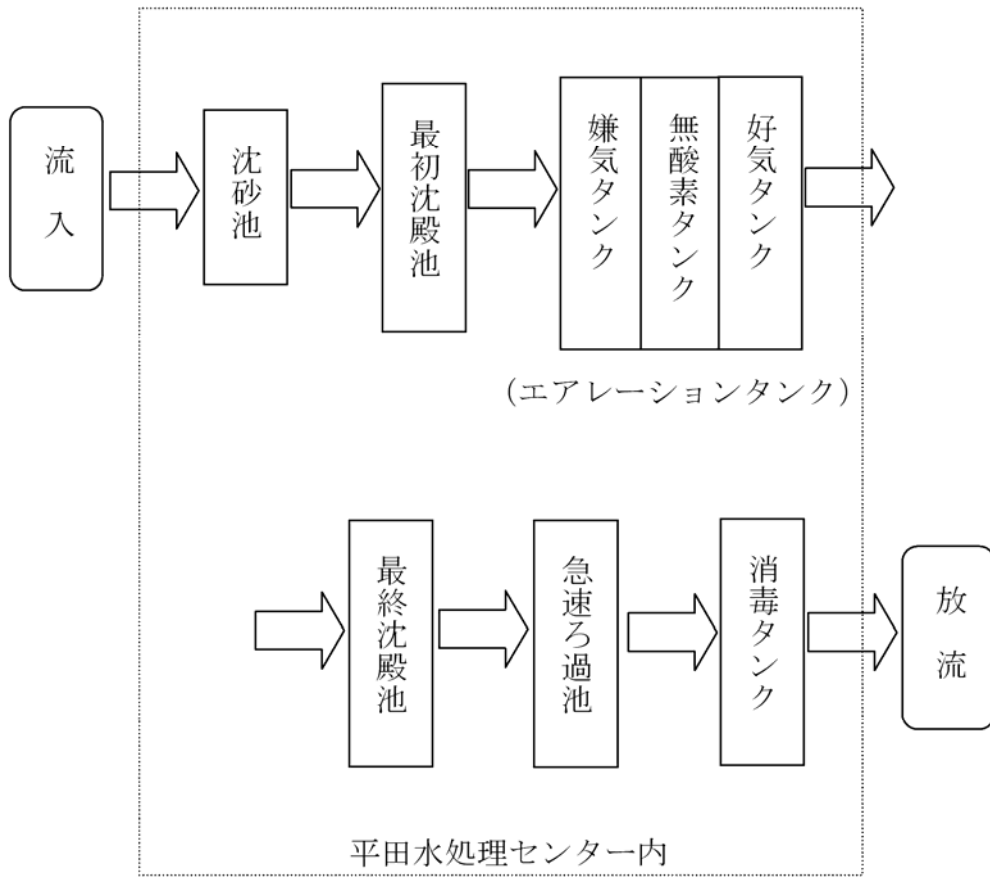 流入
沈砂池
最初沈殿池
嫌気タンク
無酸素タンク
好気タンク
(エアレーションタンク)
最終沈殿池
急速ろ過池
消毒タンク
放流
平田水処理センター内